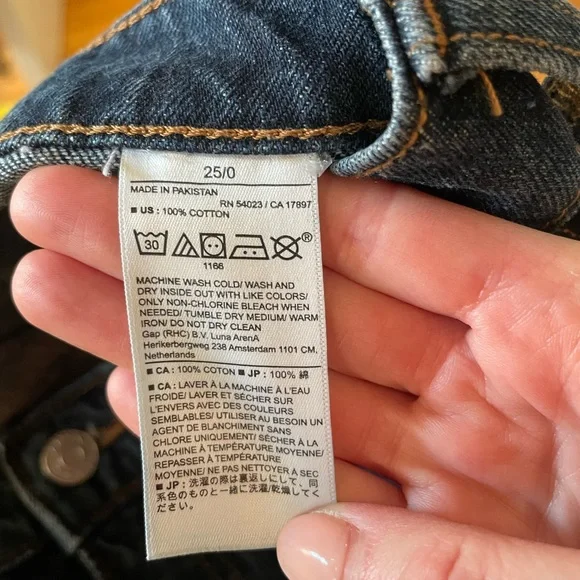 25/0
MADE IN PAKISTAN
RN 54023 / CA 17897
■ US : 100% COTTON
30
®
1166
MACHINE WASH COLD/ WASH AND
DRY INSIDE OUT WITH LIKE COLORS/
ONLY NON-CHLORINE BLEACH WHEN
NEEDED/ TUMBLE DRY MEDIUM/ WARM
IRON/ DO NOT DRY CLEAN
Gap (RHC) B.V. Luna ArenA
Herikerbergweg 238 Amsterdam 1101 CM,
Netherlands
■ CA : 100% COTON ■ JP : 100% 綿
■ CA : LAVER À LA MACHINE À L'EAU
FROIDE/ LAVER ET SÉCHER SUR
L'ENVERS AVEC DES COULEURS
SEMBLABLES/ UTILISER AU BESOIN UN
AGENT DE BLANCHIMENT SANS
CHLORE UNIQUEMENT/ SÉCHER À LA
MACHINE À TEMPÉRATURE MOYENNE/
REPASSER À TEMPÉRATURE
MOYENNE/ NE PAS NETTOYER À SEC
■ JP : 洗濯の際は裏返しにして、同
系色のものと一緒に洗濯/乾燥してく